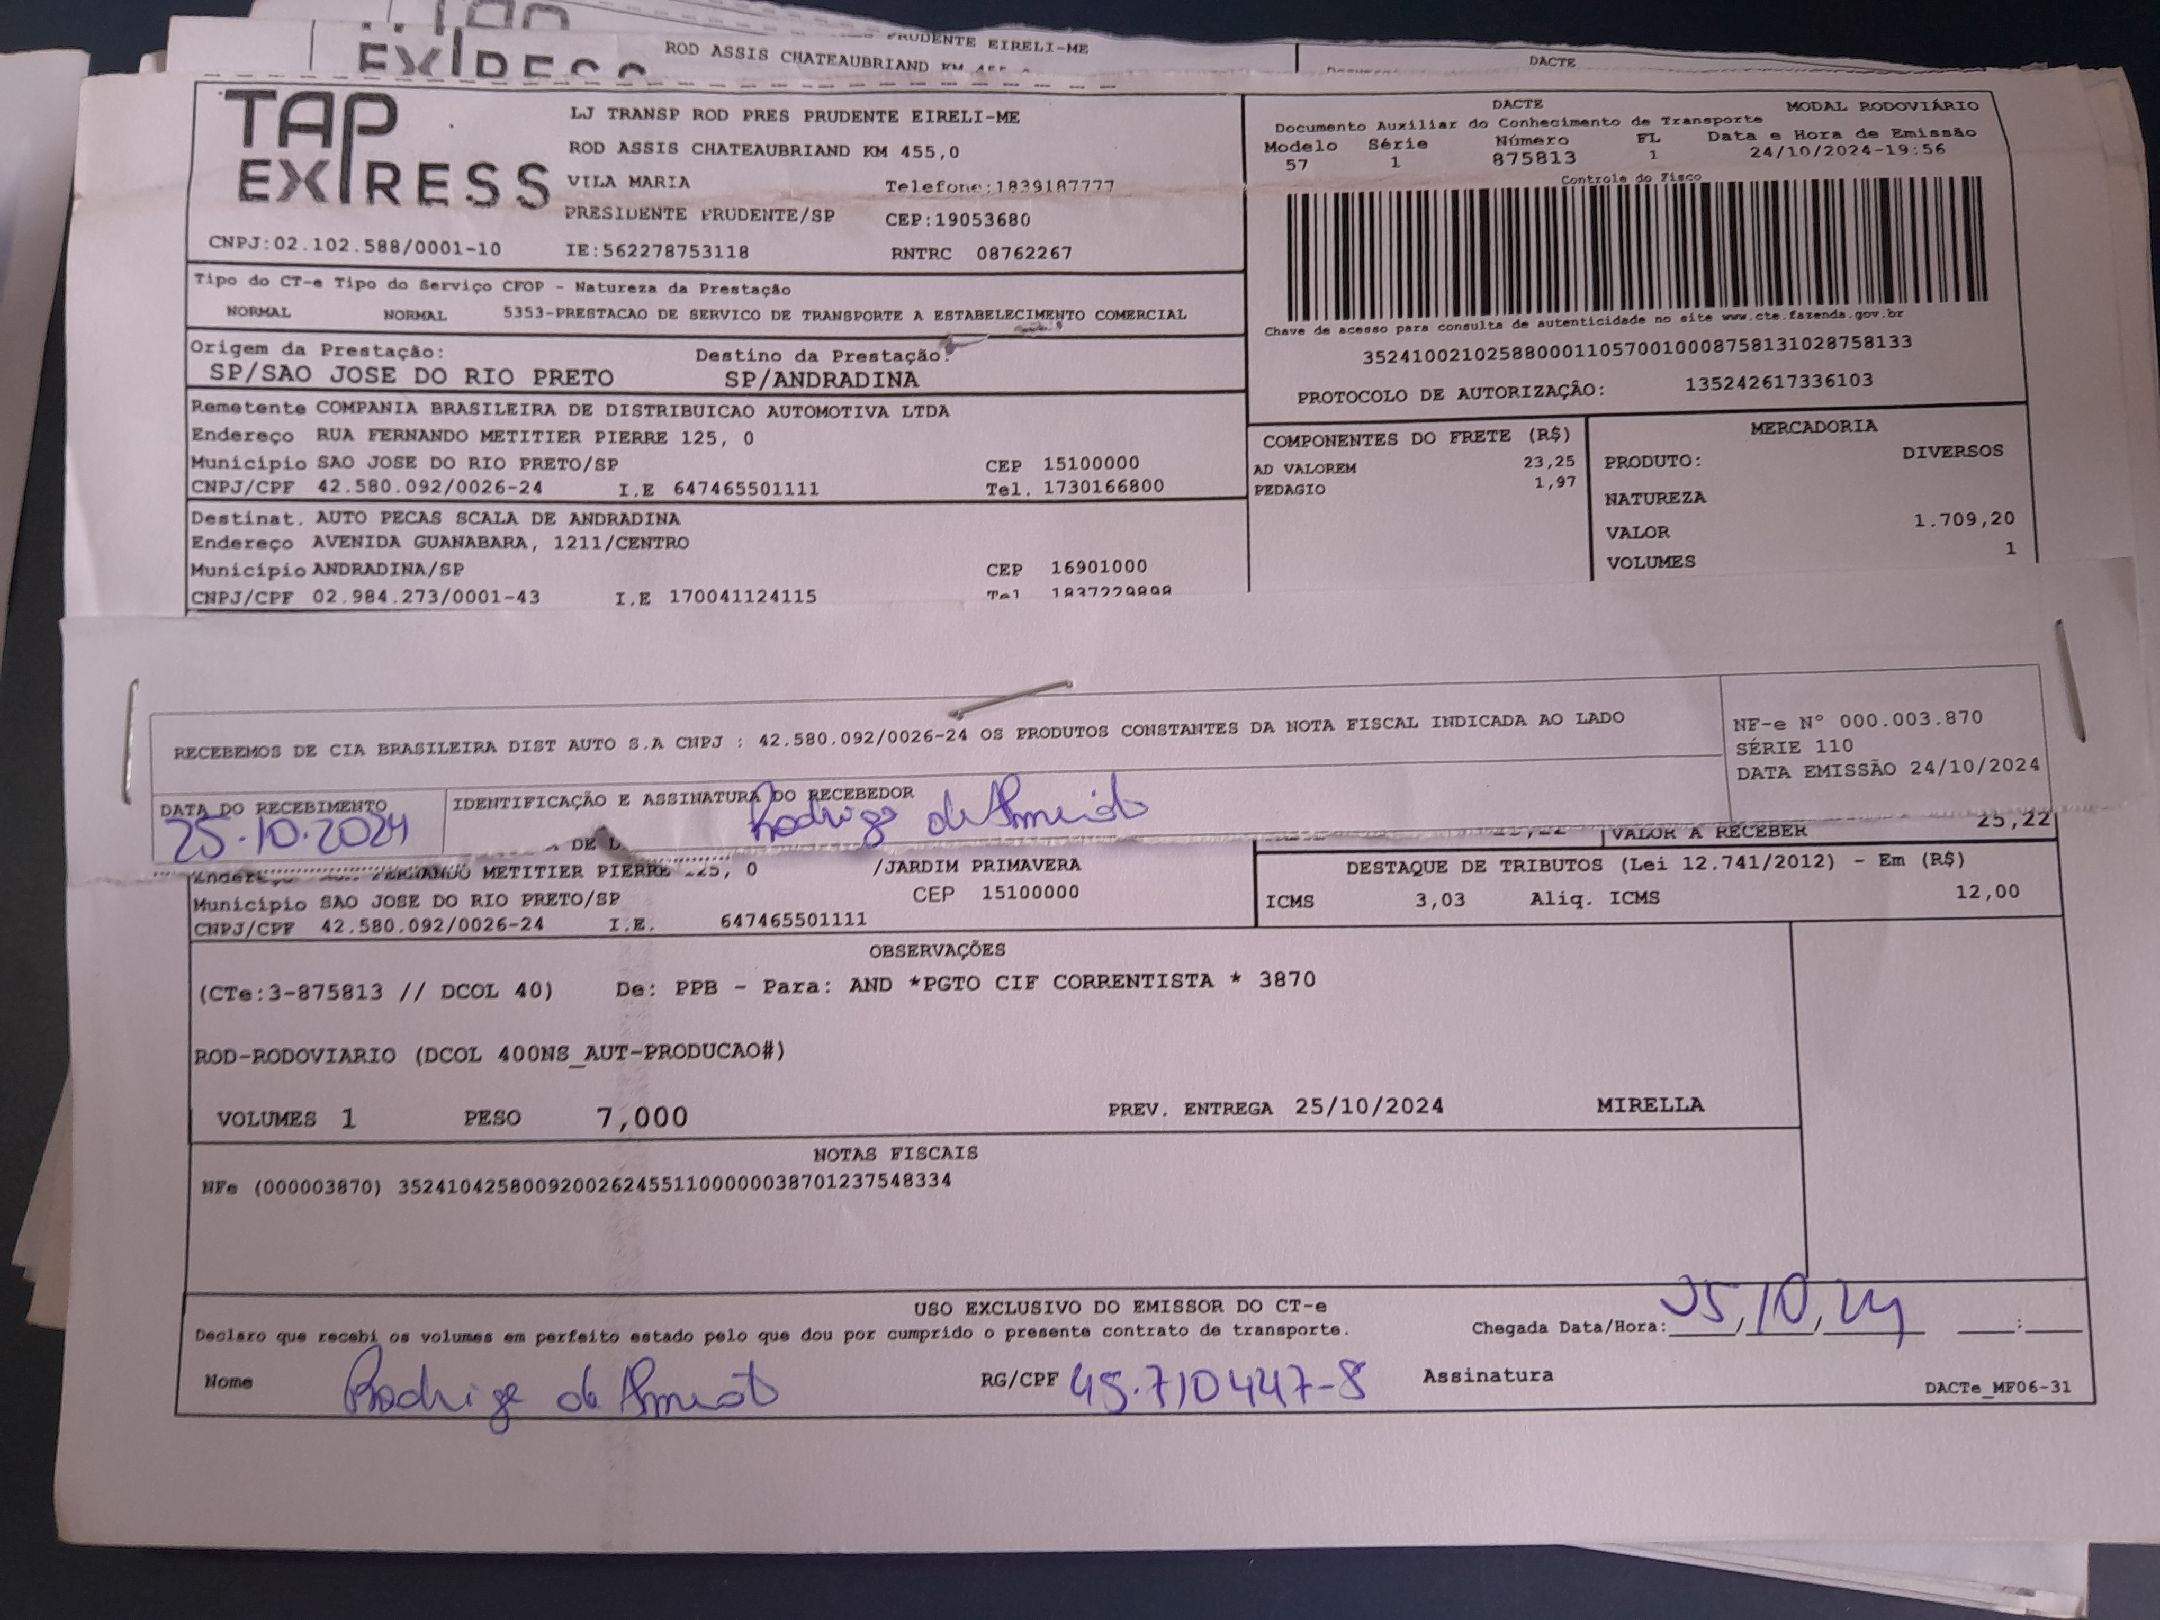 EXPRESS
PRUDENTE EIRELI-ME
ROD ASSIS CHATEAUBRIAND KM
DACTE
TAP EXPRESS
LJ TRANSP ROD PRES PRUDENTE EIRELI-ME
ROD ASSIS CHATEAUBRIAND KM 455,0
VILA MARIA Telefone:1839187777
PRESIDENTE PRUDENTE/SP CEP:19053680
CNPJ:02.102.588/0001-10 IE:562278753118 RNTRC 08762267
DACTE MODAL RODOVIÁRIO
Documento Auxiliar do Conhecimento de Transporte
Modelo Série Número FL Data e Hora de Emissão
57 1 875813 1 24/10/2024-19:56
Controle do Fisco
Chave de acesso para consulta de autenticidade no site www.cte.fazenda.gov.br
35241002102588000110570010008758131028758133
PROTOCOLO DE AUTORIZAÇÃO: 135242617336103
Tipo do CT-e Tipo do Serviço CFOP - Natureza da Prestação
NORMAL NORMAL 5353-PRESTACAO DE SERVICO DE TRANSPORTE A ESTABELECIMENTO COMERCIAL
Origem da Prestação: Destino da Prestação:
SP/SAO JOSE DO RIO PRETO SP/ANDRADINA
Remetente COMPANIA BRASILEIRA DE DISTRIBUICAO AUTOMOTIVA LTDA
Endereço RUA FERNANDO METITIER PIERRE 125, 0
Município SAO JOSE DO RIO PRETO/SP CEP 15100000
CNPJ/CPF 42.580.092/0026-24 I.E 647465501111 Tel. 1730166800
Destinat. AUTO PECAS SCALA DE ANDRADINA
Endereço AVENIDA GUANABARA, 1211/CENTRO
Município ANDRADINA/SP CEP 16901000
CNPJ/CPF 02.984.273/0001-43 I.E 170041124115 Tel 1837229898
COMPONENTES DO FRETE (R$)
AD VALOREM 23,25
PEDAGIO 1,97
MERCADORIA
PRODUTO: DIVERSOS
NATUREZA
VALOR 1.709,20
VOLUMES 1
RECEBEMOS DE CIA BRASILEIRA DIST AUTO S.A CNPJ : 42.580.092/0026-24 OS PRODUTOS CONSTANTES DA NOTA FISCAL INDICADA AO LADO
NF-e N° 000.003.870
SÉRIE 110
DATA EMISSÃO 24/10/2024
DATA DO RECEBIMENTO IDENTIFICAÇÃO E ASSINATURA DO RECEBEDOR
25.10.2024 Rodrigo de Almeida
VALOR A RECEBER 25,22
Endereço FERNANDO METITIER PIERRE 125, 0 /JARDIM PRIMAVERA
Município SAO JOSE DO RIO PRETO/SP CEP 15100000
CNPJ/CPF 42.580.092/0026-24 I.E. 647465501111
DESTAQUE DE TRIBUTOS (Lei 12.741/2012) - Em (R$)
ICMS 3,03 Aliq. ICMS 12,00
OBSERVAÇÕES
(CTe:3-875813 // DCOL 40) De: PPB - Para: AND *PGTO CIF CORRENTISTA * 3870
ROD-RODOVIARIO (DCOL 400NS_AUT-PRODUCAO#)
VOLUMES 1 PESO 7,000 PREV. ENTREGA 25/10/2024 MIRELLA
NOTAS FISCAIS
NFe (000003870) 35241042580092002624551100000038701237548334
USO EXCLUSIVO DO EMISSOR DO CT-e
Declaro que recebi os volumes em perfeito estado pelo que dou por cumprido o presente contrato de transporte. Chegada Data/Hora: 25/10/24 :
Nome Rodrigo de Almeida RG/CPF 45.710447-8 Assinatura
DACTe_MF06-31